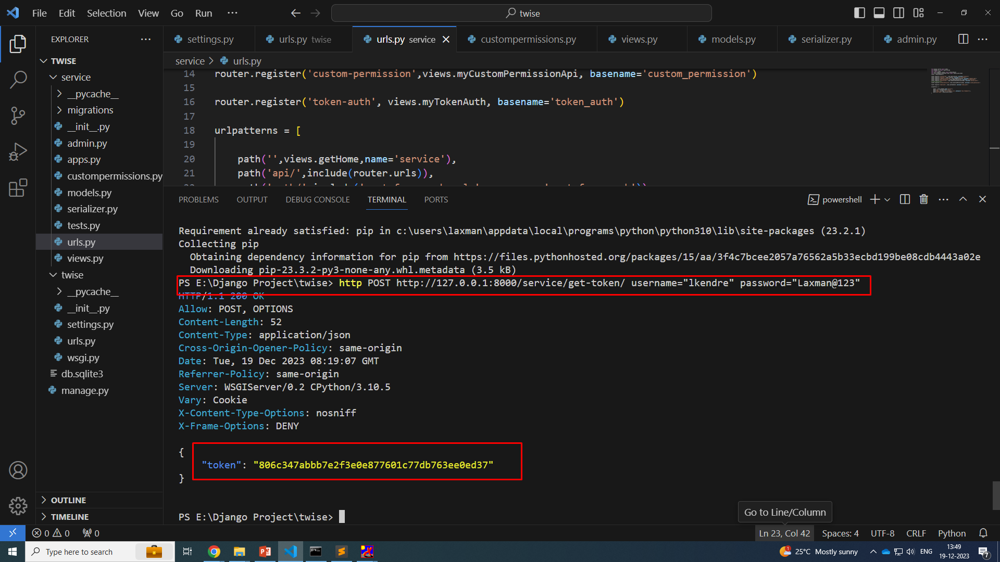 File Edit Selection View Go Run ··· twise
EXPLORER ···
settings.py urls.py twise urls.py service custompermissions.py views.py models.py serializer.py admin.py ···
TWISE
service
__pycache__
migrations
__init__.py
admin.py
apps.py
custompermissions.py
models.py
serializer.py
tests.py
urls.py
views.py
twise
__pycache__
__init__.py
settings.py
urls.py
wsgi.py
db.sqlite3
manage.py
OUTLINE
TIMELINE
service > urls.py
14 router.register('custom-permission',views.myCustomPermissionApi, basename='custom_permission')
15
16 router.register('token-auth', views.myTokenAuth, basename='token_auth')
17
18 urlpatterns = [
19
20 path('',views.getHome,name='service'),
21 path('api/',include(router.urls)),
PROBLEMS OUTPUT DEBUG CONSOLE TERMINAL PORTS powershell
Requirement already satisfied: pip in c:\users\laxman\appdata\local\programs\python\python310\lib\site-packages (23.2.1)
Collecting pip
Obtaining dependency information for pip from https://files.pythonhosted.org/packages/15/aa/3f4c7bcee2057a76562a5b33ecbd199be08cdb4443a02e
Downloading pip-23.3.2-py3-none-any.whl.metadata (3.5 kB)
PS E:\Django Project\twise> http POST http://127.0.0.1:8000/service/get-token/ username="lkendre" password="Laxman@123"
HTTP/1.1 200 OK
Allow: POST, OPTIONS
Content-Length: 52
Content-Type: application/json
Cross-Origin-Opener-Policy: same-origin
Date: Tue, 19 Dec 2023 08:19:07 GMT
Referrer-Policy: same-origin
Server: WSGIServer/0.2 CPython/3.10.5
Vary: Cookie
X-Content-Type-Options: nosniff
X-Frame-Options: DENY
{
"token": "806c347abbb7e2f3e0e877601c77db763ee0ed37"
}
PS E:\Django Project\twise>
Go to Line/Column
0 0 0 Ln 23, Col 42 Spaces: 4 UTF-8 CRLF Python
Type here to search 1 25°C Mostly sunny ENG 13:49
19-12-2023 7